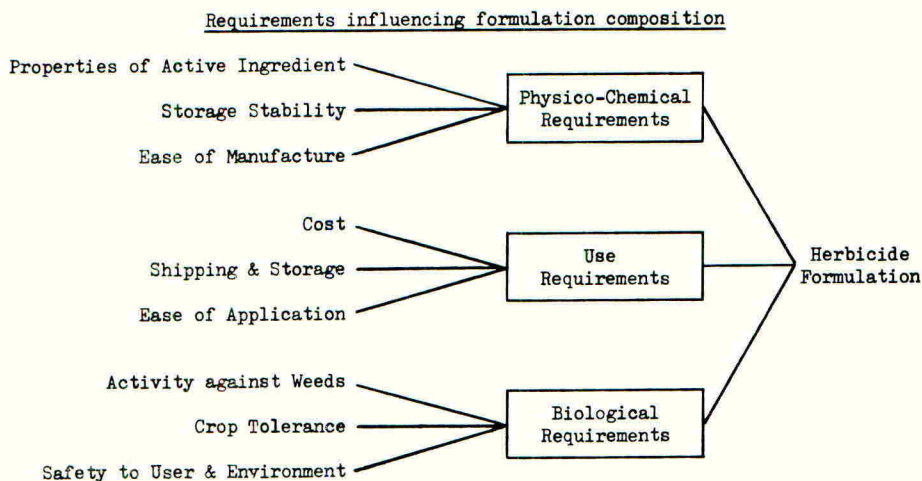 Requirements influencing formulation composition
Properties of Active Ingredient
Storage Stability
Ease of Manufacture
Physico-Chemical
Requirements
Cost
Shipping & Storage
Ease of Application
Use
Requirements
Herbicide
Formulation
Activity against Weeds
Crop Tolerance
Safety to User & Environment
Biological
Requirements